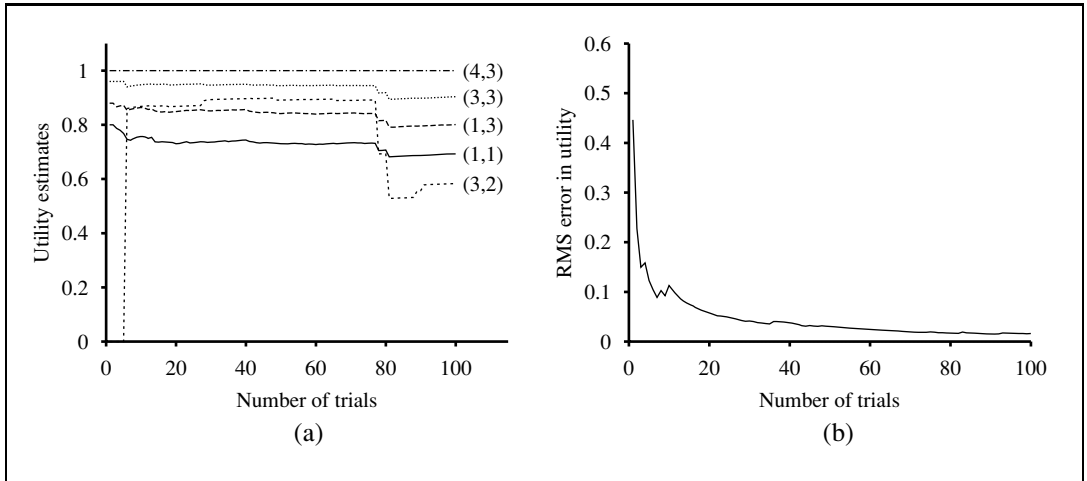 Utility estimates
1
0.8
0.6
0.4
0.2
0
0 20 40 60 80 100
Number of trials
(4,3)
(3,3)
(1,3)
(1,1)
(3,2)
(a)
RMS error in utility
0.6
0.5
0.4
0.3
0.2
0.1
0
0 20 40 60 80 100
Number of trials
(b)